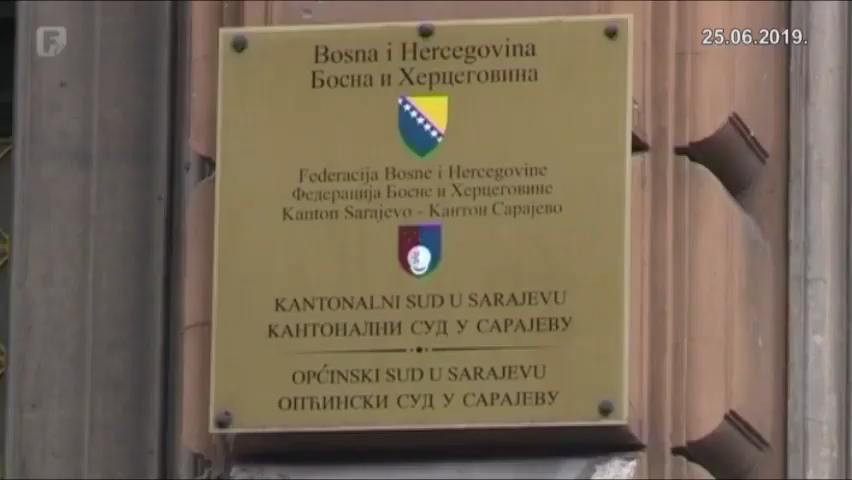 25.06.2019.
Bosna i Hercegovina
Босна и Херцеговина
Federacija Bosne i Hercegovine
Федерација Босне и Херцеговине
Kanton Sarajevo - Кантон Сарајево
KANTONALNI SUD U SARAJEVU
КАНТОНАЛНИ СУД У САРАЈЕВУ
OPĆINSKI SUD U SARAJEVU
ОПЋИНСКИ СУД У САРАЈЕВУ